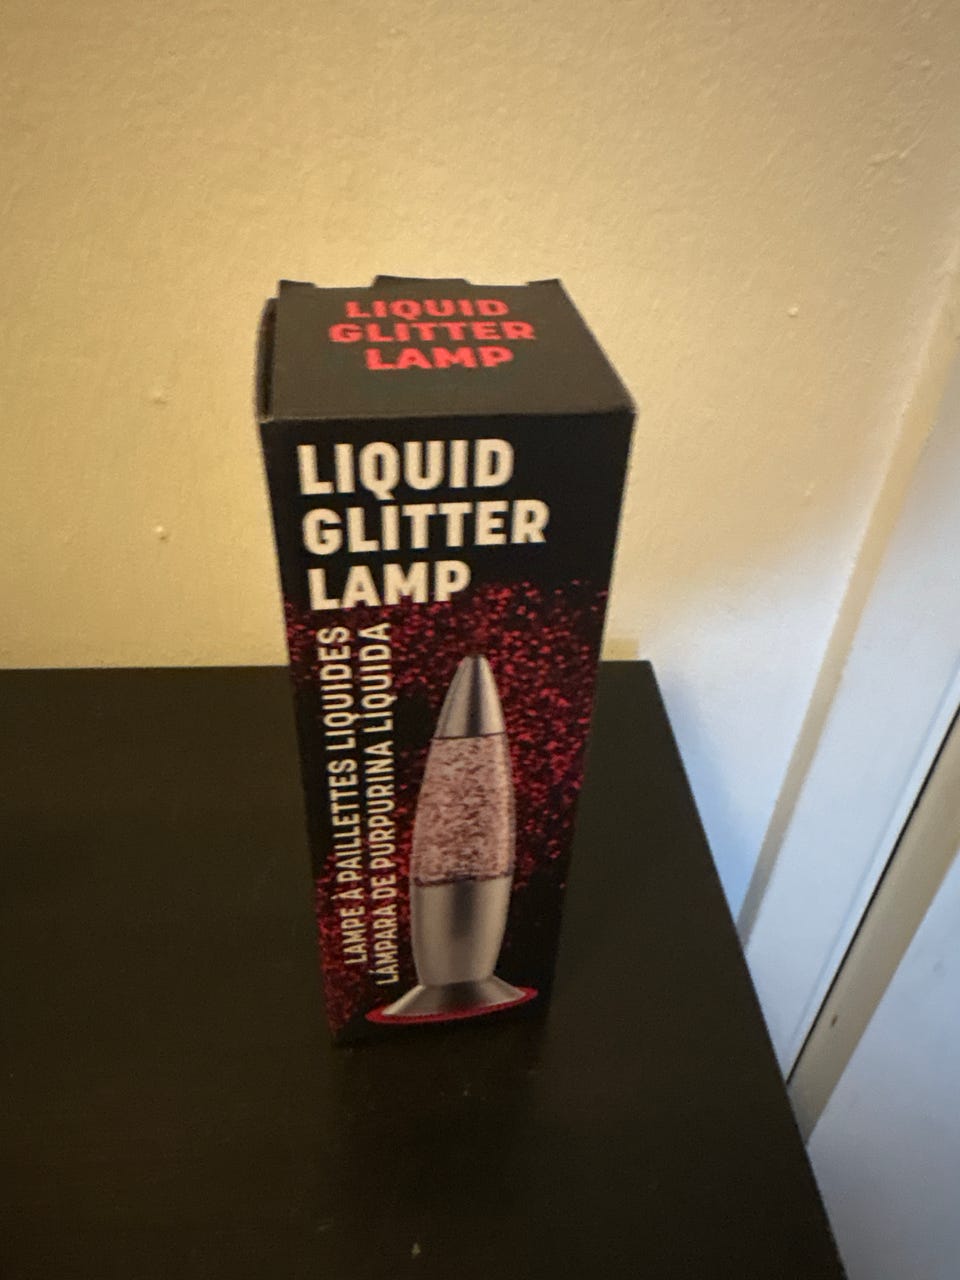 LIQUID
GLITTER
LAMP
LIQUID
GLITTER
LAMP
LAMPE À PAILLETTES LIQUIDES
LÁMPARA DE PURPURINA LÍQUIDA